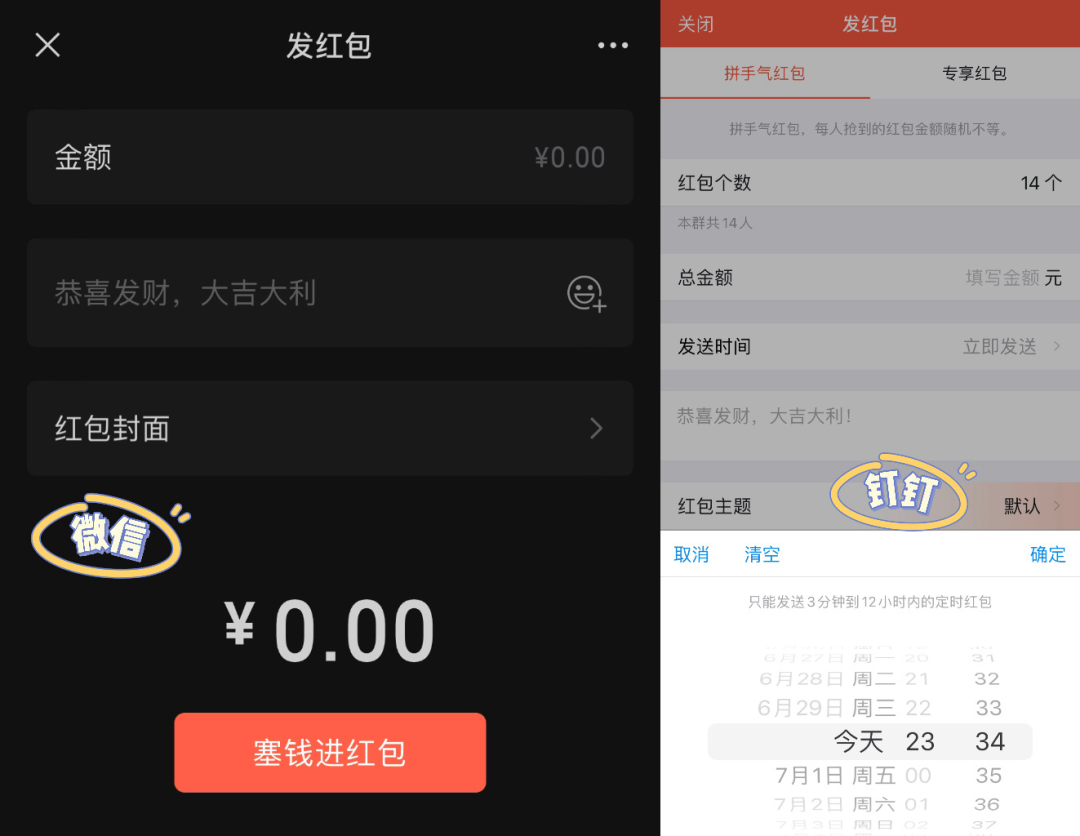 发红包
金额
¥0.00
恭喜发财，大吉大利
红包封面
微信
¥ 0.00
塞钱进红包
关闭
发红包
拼手气红包
专享红包
拼手气红包，每人抢到的红包金额随机不等。
红包个数
14 个
本群共14人
总金额
填写金额 元
发送时间
立即发送
恭喜发财，大吉大利！
钉钉
红包主题
默认
取消
清空
确定
只能发送3分钟到12小时内的定时红包
6月27日 周一 20 31
6月28日 周二 21 32
6月29日 周三 22 33
今天 23 34
7月1日 周五 00 35
7月2日 周六 01 36
7月3日 周日 02 37